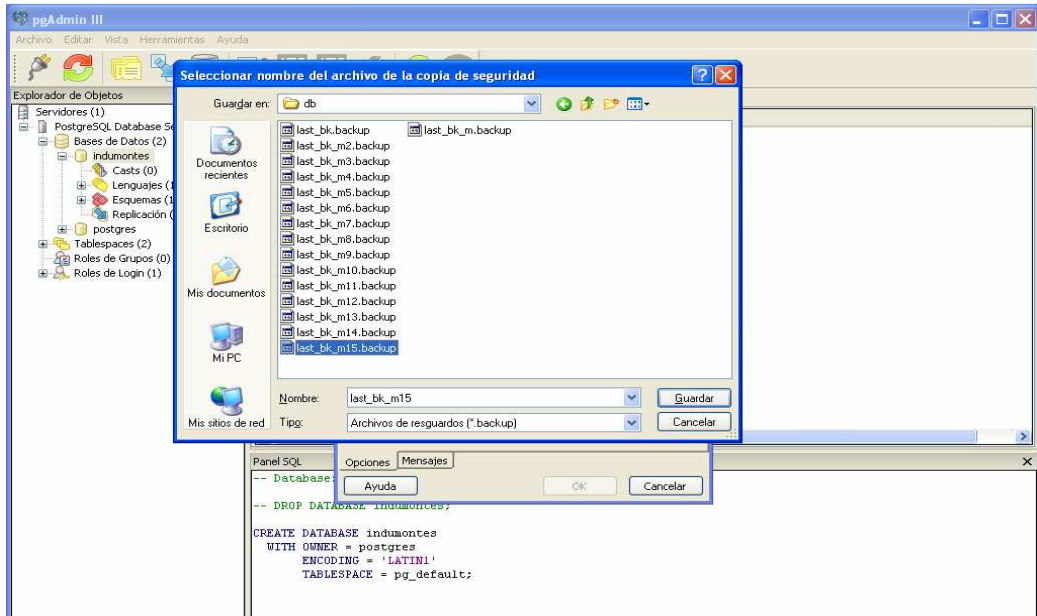 pgAdmin III
Archivo Editar Vista Herramientas Ayuda
Seleccionar nombre del archivo de la copia de seguridad
Explorador de Objetos
Servidores (1)
PostgreSQL Database Se
Bases de Datos (2)
indumontes
Casts (0)
Lenguajes (1
Esquemas (1
Replicación (
postgres
Tablespaces (2)
Roles de Grupos (0)
Roles de Login (1)
Guardar en: db
Documentos recientes
Escritorio
Mis documentos
Mi PC
Mis sitios de red
last_bk.backup
last_bk_m2.backup
last_bk_m3.backup
last_bk_m4.backup
last_bk_m5.backup
last_bk_m6.backup
last_bk_m7.backup
last_bk_m8.backup
last_bk_m9.backup
last_bk_m10.backup
last_bk_m11.backup
last_bk_m12.backup
last_bk_m13.backup
last_bk_m14.backup
last_bk_m15.backup
last_bk_m.backup
Nombre: last_bk_m15 Guardar
Tipo: Archivos de resguardos (*.backup) Cancelar
Opciones Mensajes
Ayuda OK Cancelar
Panel SQL
-- Database:
-- DROP DATABASE indumontes;
CREATE DATABASE indumontes
WITH OWNER = postgres
ENCODING = 'LATIN1'
TABLESPACE = pg_default;